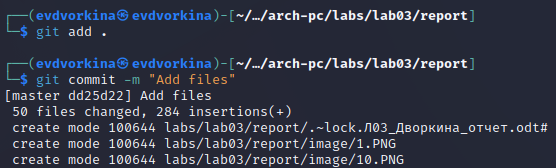 ┌──(evdvorkina㉿evdvorkina)-[~/…/arch-pc/labs/lab03/report]
└─$ git add .
┌──(evdvorkina㉿evdvorkina)-[~/…/arch-pc/labs/lab03/report]
└─$ git commit -m "Add files"
[master dd25d22] Add files
 50 files changed, 284 insertions(+)
 create mode 100644 labs/lab03/report/.~lock.Л03_Дворкина_отчет.odt#
 create mode 100644 labs/lab03/report/image/1.PNG
 create mode 100644 labs/lab03/report/image/10.PNG